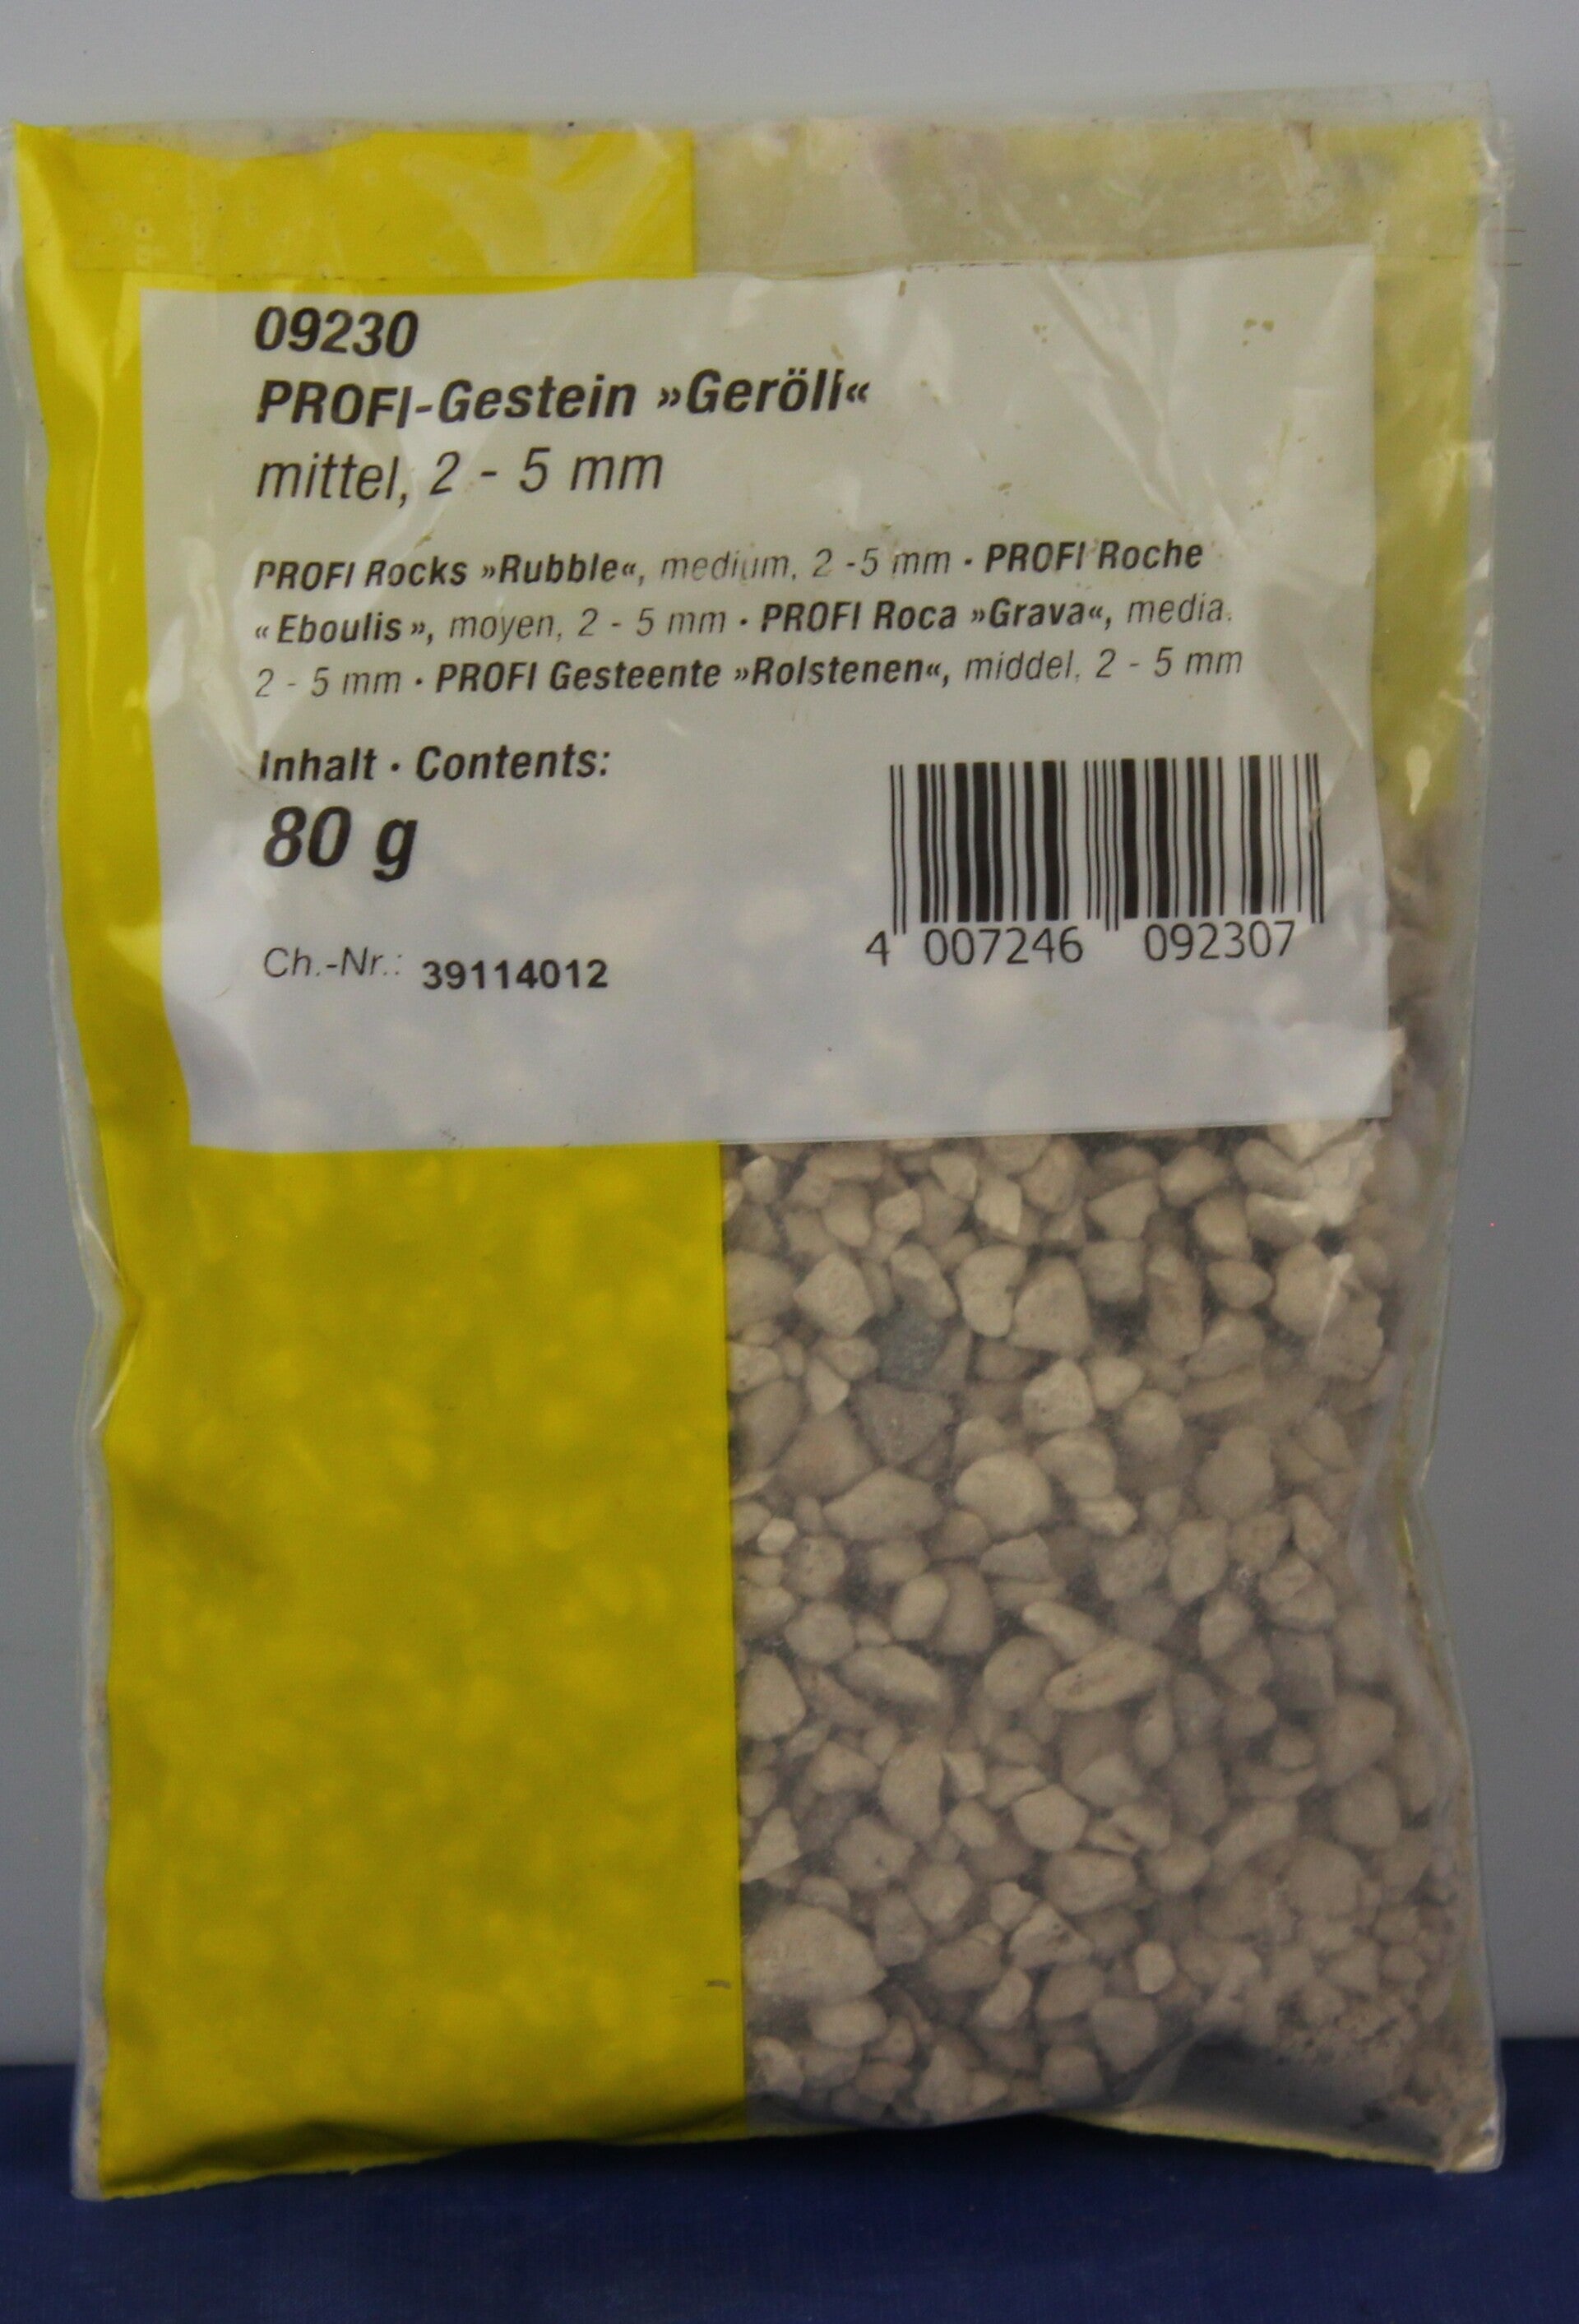 09230
PROFI-Gestein »Geröll«
mittel, 2 - 5 mm
PROFI Rocks »Rubble«, medium, 2 -5 mm · PROFI Roche
« Eboulis », moyen, 2 - 5 mm · PROFI Roca »Grava«, media,
2 - 5 mm · PROFI Gesteente »Rolstenen«, middel, 2 - 5 mm
Inhalt · Contents:
80 g
Ch.-Nr.: 39114012
4 007246 092307